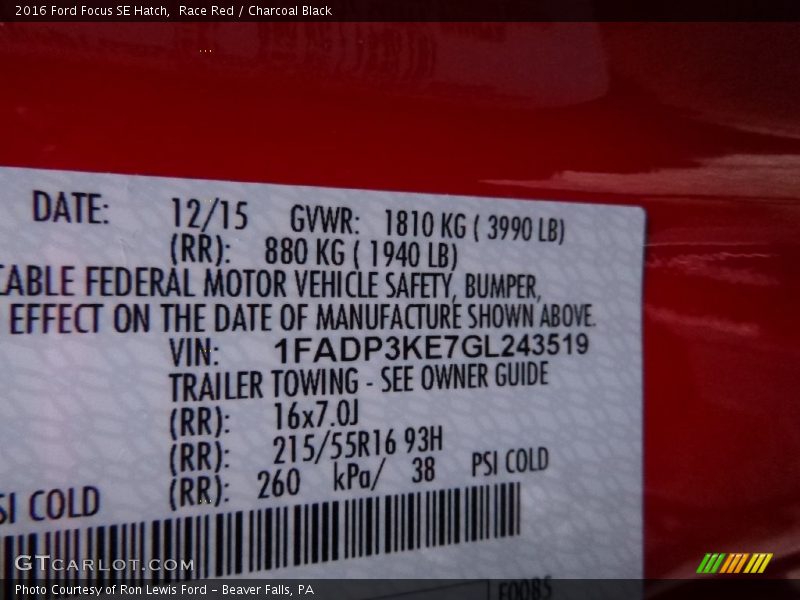 2016 Ford Focus SE Hatch, Race Red / Charcoal Black
DATE: 12/15 GVWR: 1810 KG ( 3990 LB)
(RR): 880 KG ( 1940 LB)
CABLE FEDERAL MOTOR VEHICLE SAFETY, BUMPER,
EFFECT ON THE DATE OF MANUFACTURE SHOWN ABOVE.
VIN: 1FADP3KE7GL243519
TRAILER TOWING - SEE OWNER GUIDE
(RR): 16x7.0J
(RR): 215/55R16 93H
SI COLD (RR): 260 kPa/ 38 PSI COLD
GTCARLOT.COM
Photo Courtesy of Ron Lewis Ford - Beaver Falls, PA